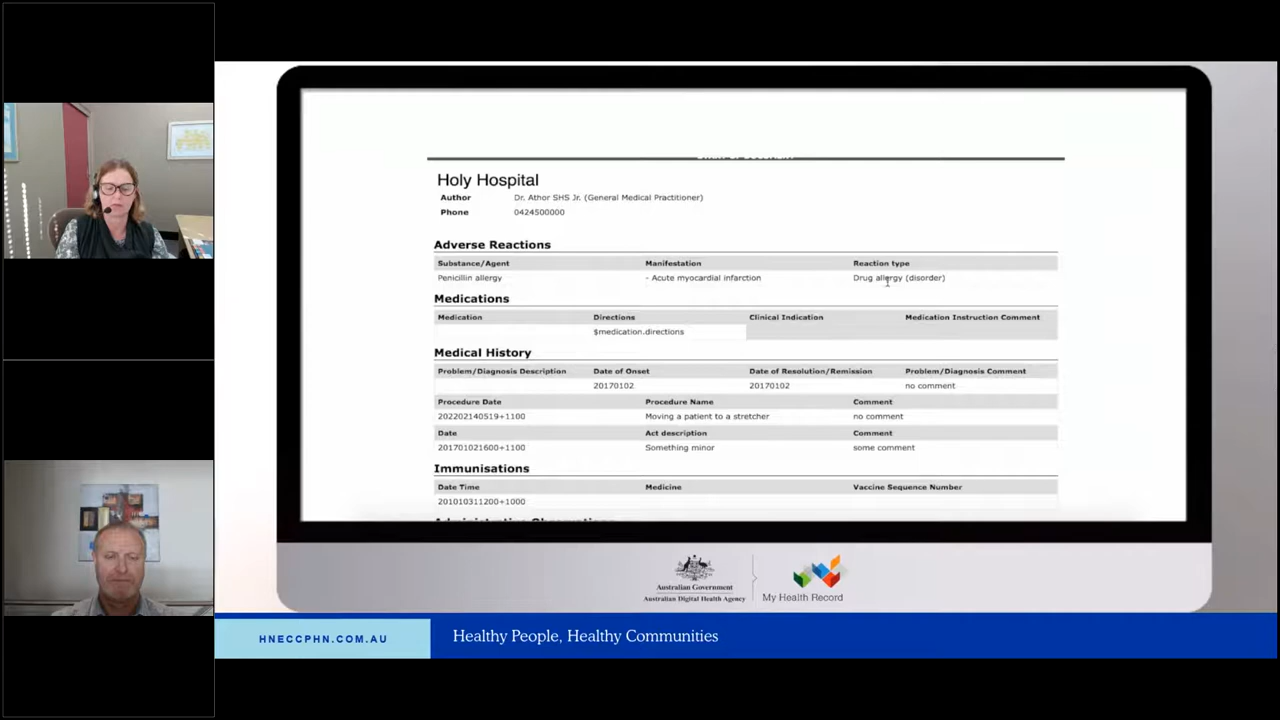 Holy Hospital
Author Dr. Athor SHS Jr. (General Medical Practitioner)
Phone 0424500000
Adverse Reactions
Substance/Agent Manifestation Reaction type
Penicillin allergy - Acute myocardial infarction Drug allergy (disorder)
Medications
Medication Directions Clinical Indication Medication Instruction Comment
$medication.directions
Medical History
Problem/Diagnosis Description Date of Onset Date of Resolution/Remission Problem/Diagnosis Comment
20170102 20170102 no comment
Procedure Date Procedure Name Comment
202202140519+1100 Moving a patient to a stretcher no comment
Date Act description Comment
201701021600+1100 Something minor some comment
Immunisations
Date Time Medicine Vaccine Sequence Number
201010311200+1000
Administrative Observations
Australian Government
Australian Digital Health Agency
My Health Record
HNECCPHN.COM.AU
Healthy People, Healthy Communities